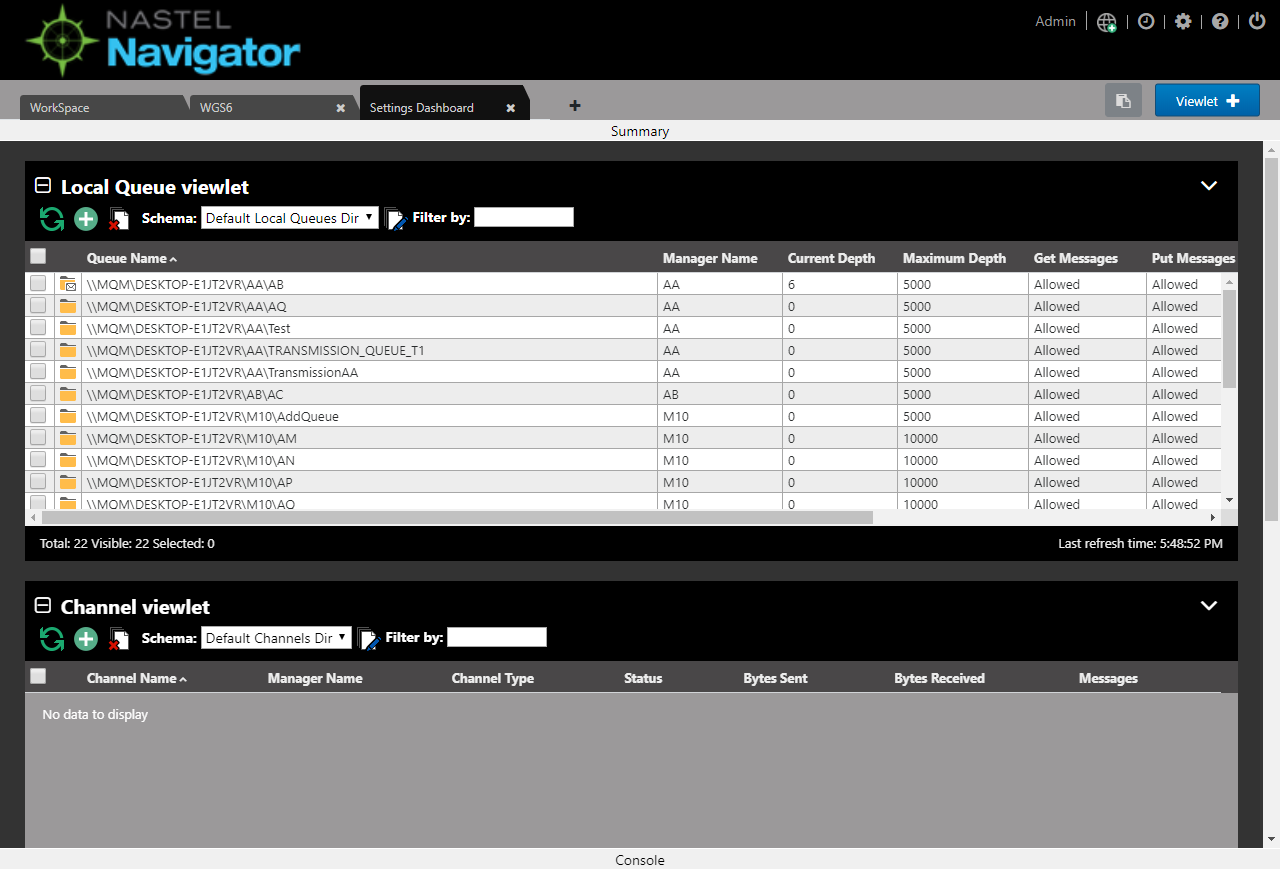 NASTEL
Navigator
Admin
WorkSpace
WGS6
Settings Dashboard
Viewlet
Summary
Local Queue viewlet
Schema: Default Local Queues Dir Filter by:
Queue Name Manager Name Current Depth Maximum Depth Get Messages Put Messages
\\MQM\DESKTOP-E1JT2VR\AA\AB AA 6 5000 Allowed Allowed
\\MQM\DESKTOP-E1JT2VR\AA\AQ AA 0 5000 Allowed Allowed
\\MQM\DESKTOP-E1JT2VR\AA\Test AA 0 5000 Allowed Allowed
\\MQM\DESKTOP-E1JT2VR\AA\TRANSMISSION_QUEUE_T1 AA 0 5000 Allowed Allowed
\\MQM\DESKTOP-E1JT2VR\AA\TransmissionAA AA 0 5000 Allowed Allowed
\\MQM\DESKTOP-E1JT2VR\AB\AC AB 0 5000 Allowed Allowed
\\MQM\DESKTOP-E1JT2VR\M10\AddQueue M10 0 5000 Allowed Allowed
\\MQM\DESKTOP-E1JT2VR\M10\AM M10 0 10000 Allowed Allowed
\\MQM\DESKTOP-E1JT2VR\M10\AN M10 0 10000 Allowed Allowed
\\MQM\DESKTOP-E1JT2VR\M10\AP M10 0 10000 Allowed Allowed
\\MQM\DESKTOP-E1JT2VR\M10\AQ M10 0 10000 Allowed Allowed
Total: 22 Visible: 22 Selected: 0 Last refresh time: 5:48:52 PM
Channel viewlet
Schema: Default Channels Dir Filter by:
Channel Name Manager Name Channel Type Status Bytes Sent Bytes Received Messages
No data to display
Console